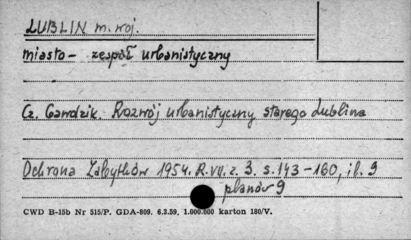 LUBLIN m. woj.
miasto – zespół urbanistyczny
Cz. Gawdzik. Rozwój urbanistyczny starego Lublina
Ochrona Zabytków 1954. R. VII. z. 3. s. 143–160, il. 9
planów 9
CWD B-15b Nr 515/P. GDA-809. 6.3.59. 1.000.000 karton 180/V.